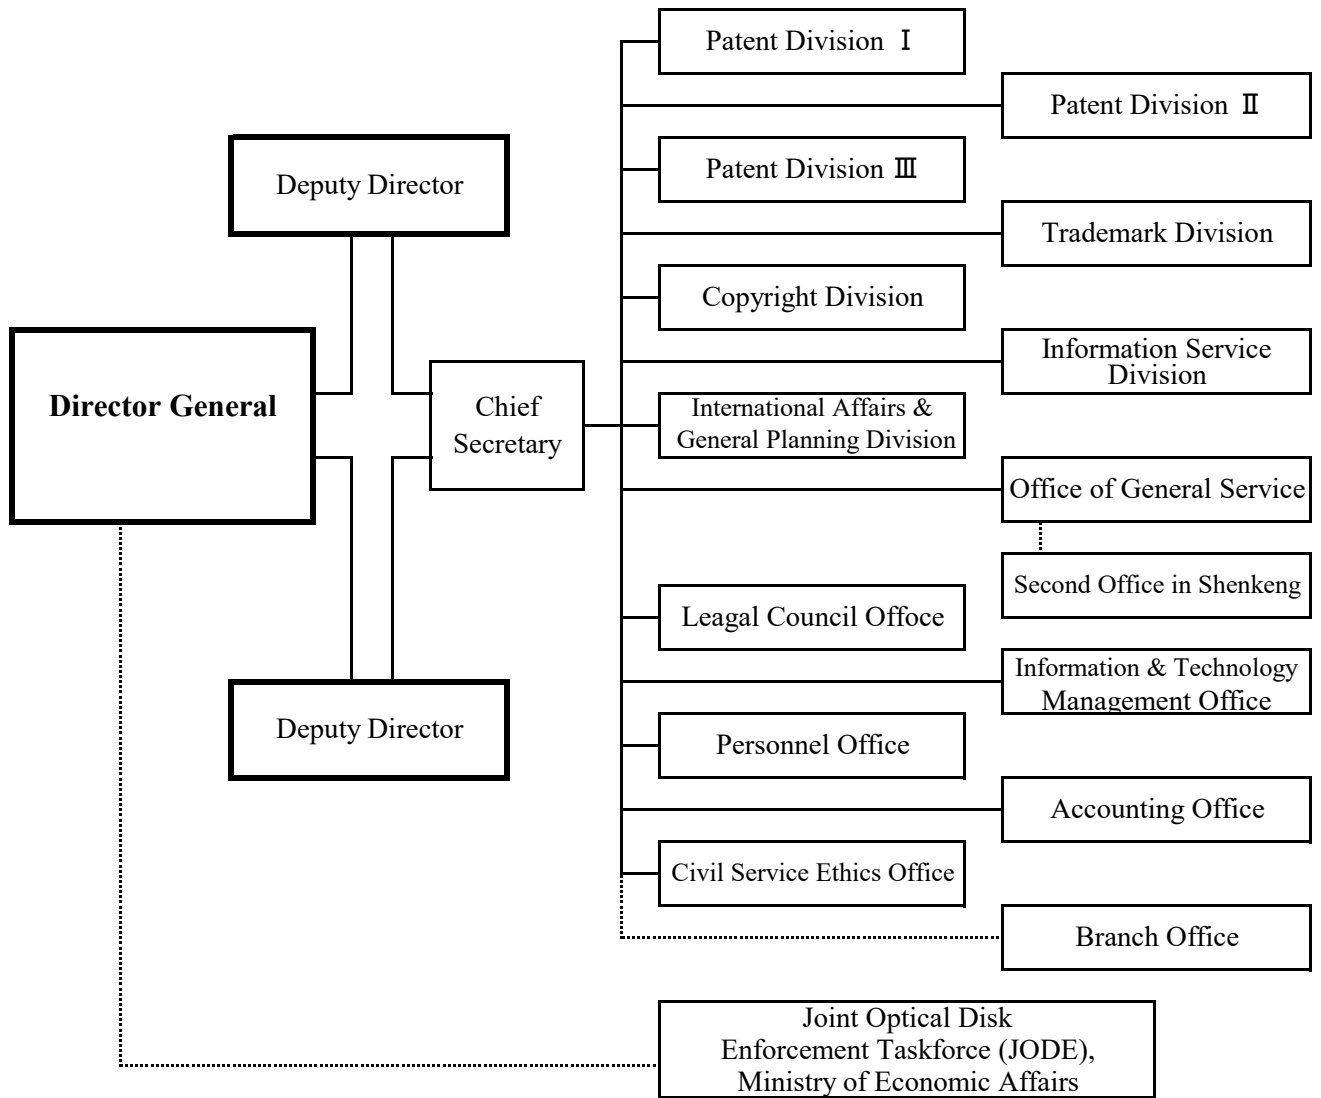 Patent Division Ⅰ
Patent Division Ⅱ
Deputy Director
Patent Division Ⅲ
Trademark Division
Copyright Division
Information Service
Division
Director General
Chief
Secretary
International Affairs &
General Planning Division
Office of General Service
Second Office in Shenkeng
Leagal Council Offoce
Information & Technology
Management Office
Deputy Director
Personnel Office
Accounting Office
Civil Service Ethics Office
Branch Office
Joint Optical Disk
Enforcement Taskforce (JODE),
Ministry of Economic Affairs